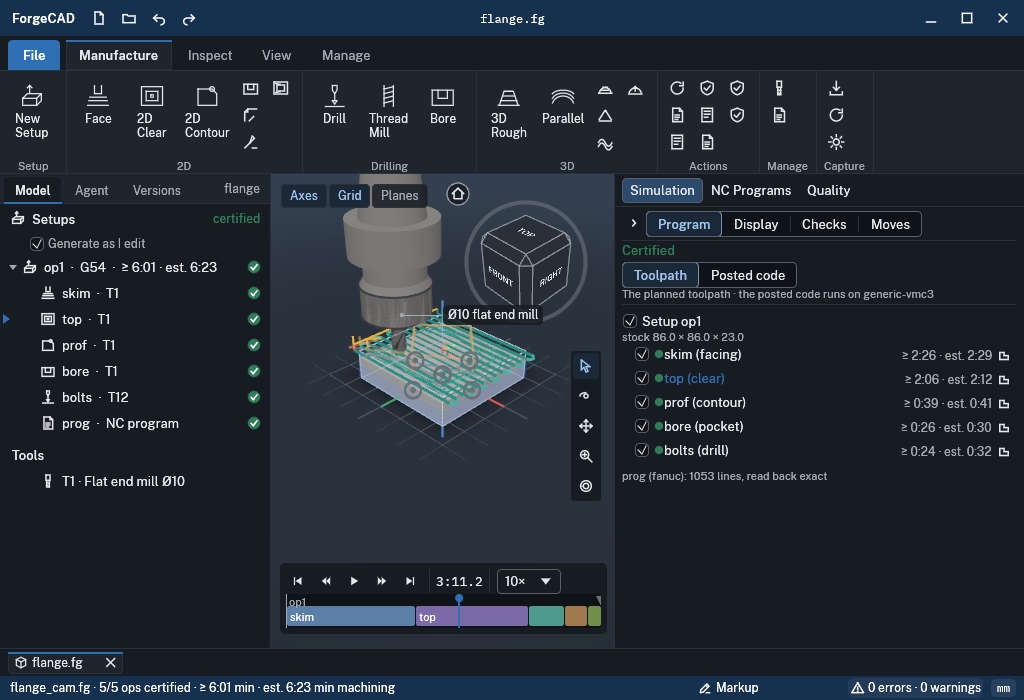 ForgeCAD
flange.fg
File
Manufacture
Inspect
View
Manage
New Setup
Face
2D Clear
2D Contour
Drill
Thread Mill
Bore
3D Rough
Parallel
Setup
2D
Drilling
3D
Actions
Manage
Capture
Model
Agent
Versions
flange
Setups
certified
Generate as I edit
op1 · G54 · ≥ 6:01 · est. 6:23
skim · T1
top · T1
prof · T1
bore · T1
bolts · T12
prog · NC program
Tools
T1 · Flat end mill Ø10
Axes
Grid
Planes
TOP
FRONT
RIGHT
Ø10 flat end mill
3:11.2
10×
op1
skim
top
Simulation
NC Programs
Quality
Program
Display
Checks
Moves
Certified
Toolpath
Posted code
The planned toolpath · the posted code runs on generic-vmc3
Setup op1
stock 86.0 × 86.0 × 23.0
skim (facing) ≥ 2:26 · est. 2:29
top (clear) ≥ 2:06 · est. 2:12
prof (contour) ≥ 0:39 · est. 0:41
bore (pocket) ≥ 0:26 · est. 0:30
bolts (drill) ≥ 0:24 · est. 0:32
prog (fanuc): 1053 lines, read back exact
flange.fg
flange_cam.fg · 5/5 ops certified · ≥ 6:01 min · est. 6:23 min machining
Markup
0 errors · 0 warnings
mm